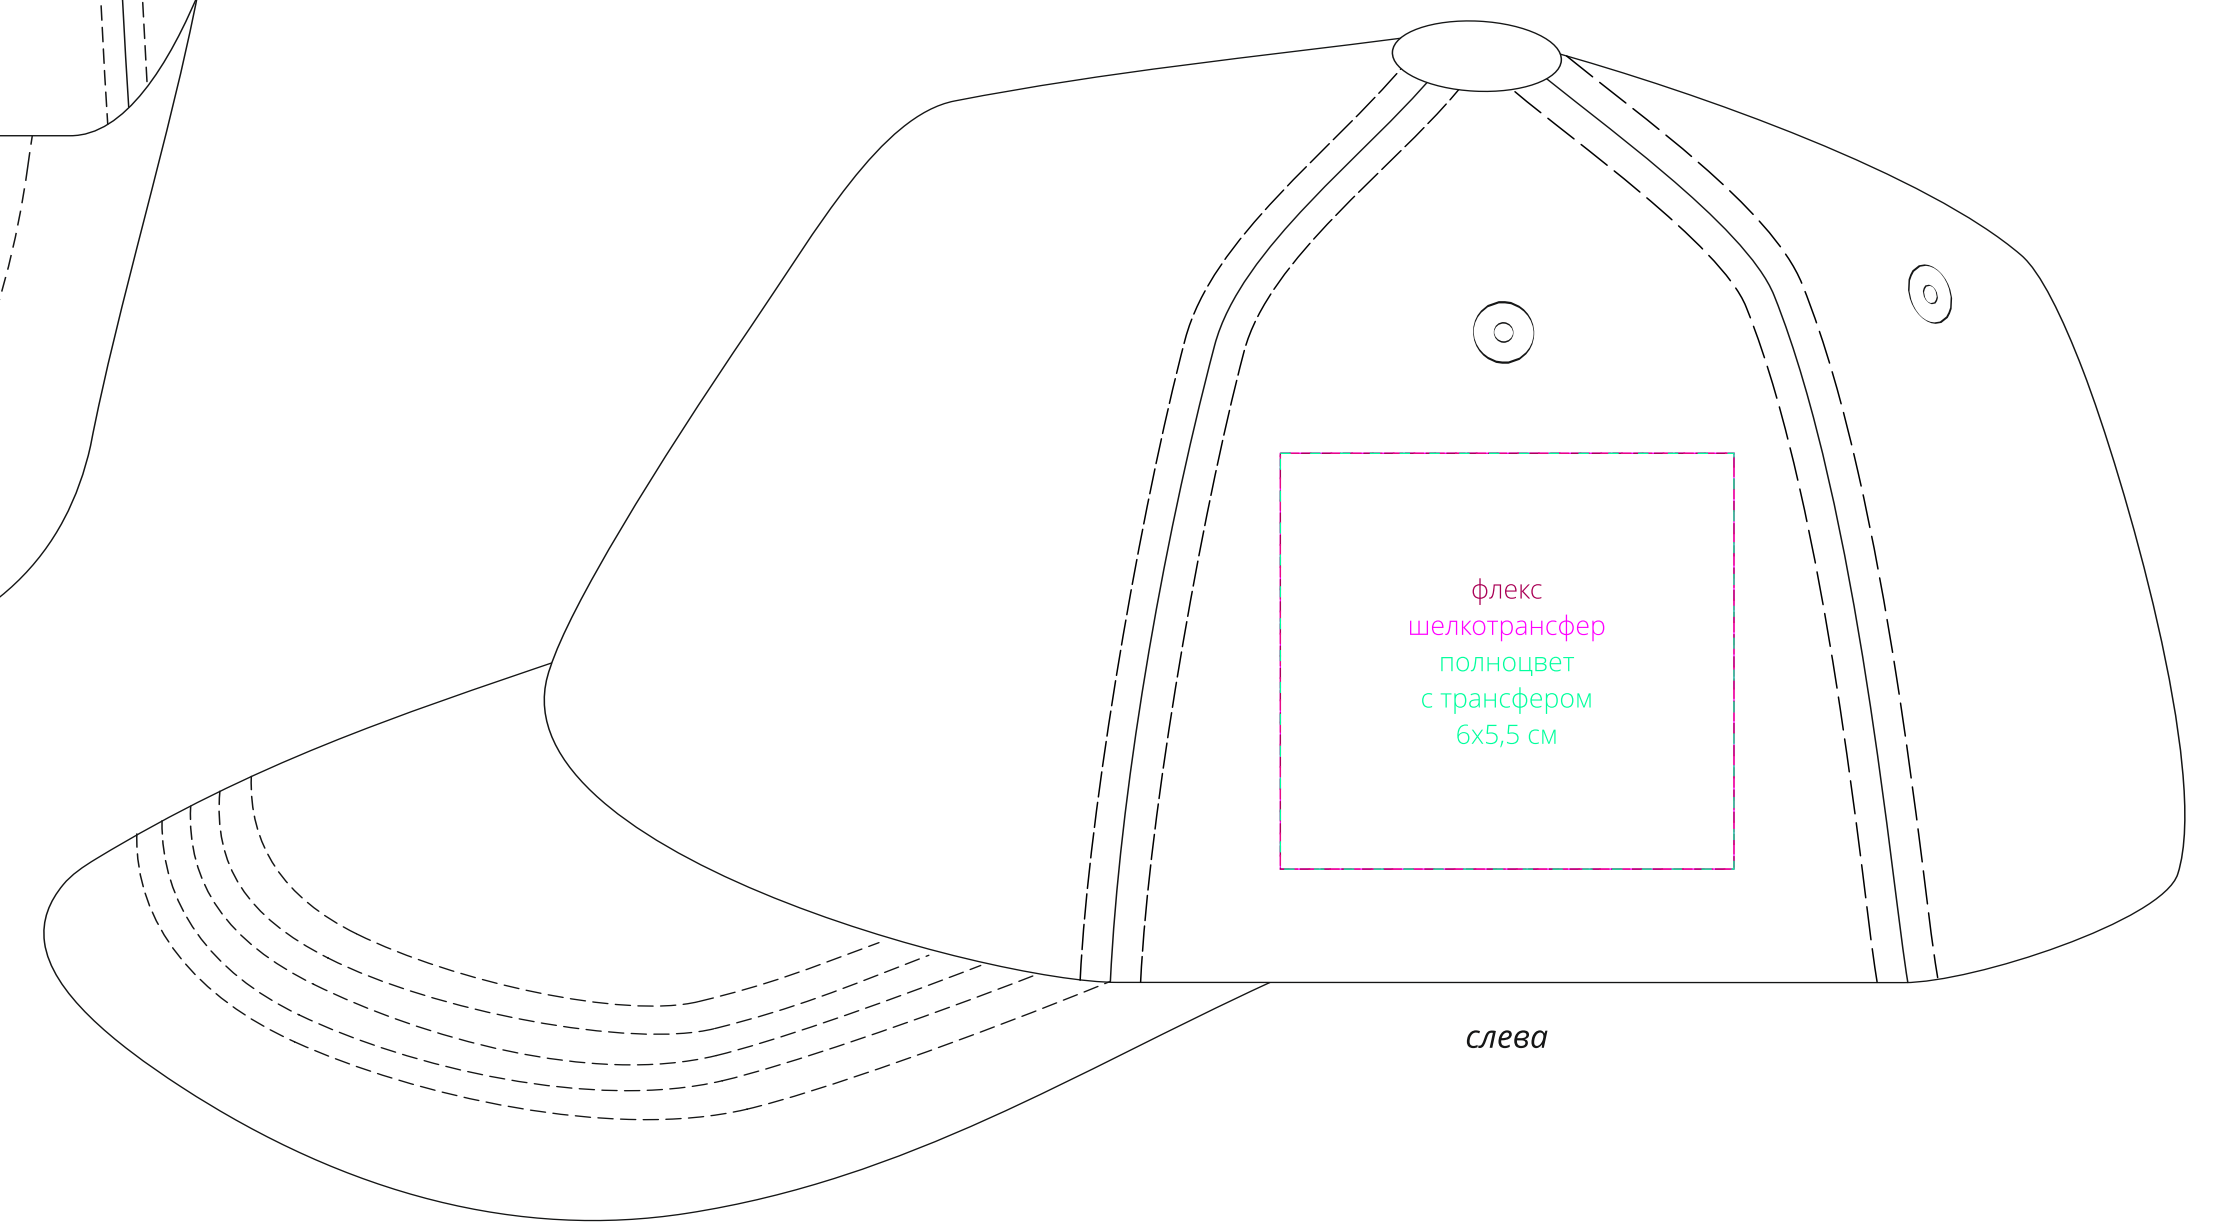 флекс
шелкотрансфер
полноцвет
с трансфером
6x5,5 см
слева